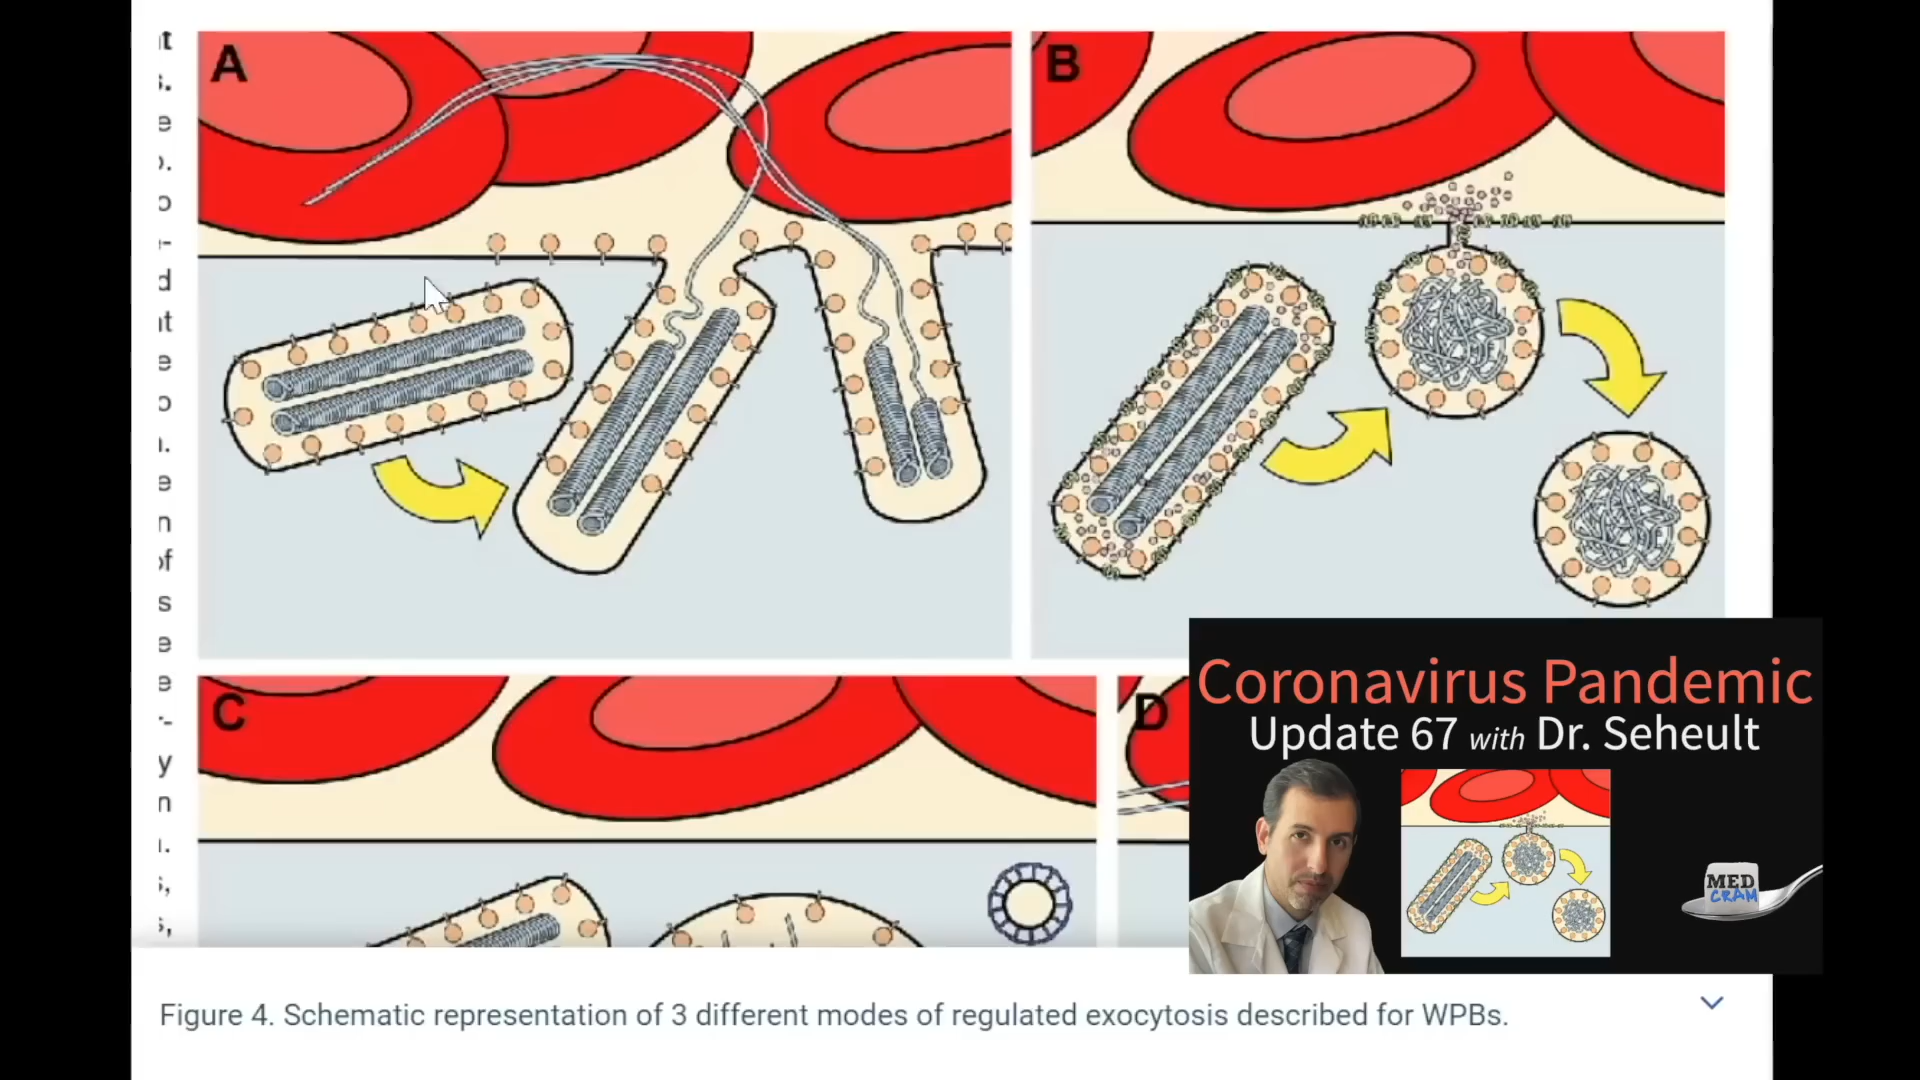 A
B
C
D
Coronavirus Pandemic
Update 67 with Dr. Seheult
MED
CRAM
Figure 4. Schematic representation of 3 different modes of regulated exocytosis described for WPBs.